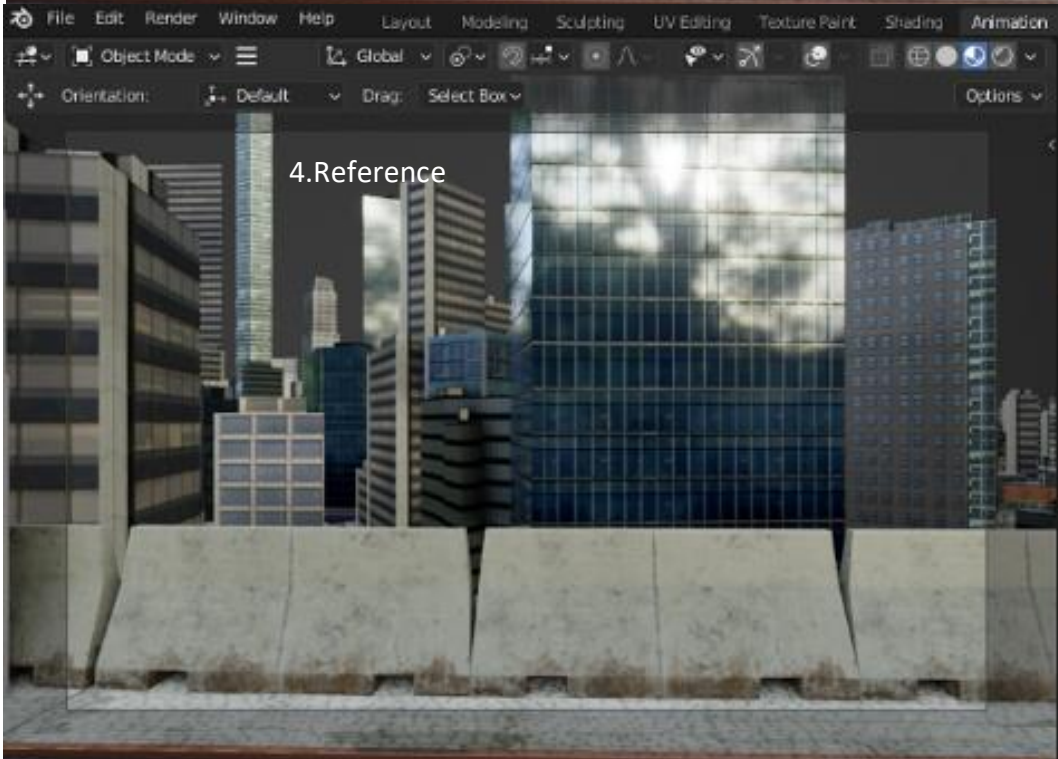 File Edit Render Window Help Layout Modeling Sculpting UV Editing Texture Paint Shading Animation
Object Mode Global
Orientation: Default Drag: Select Box Options
4.Reference